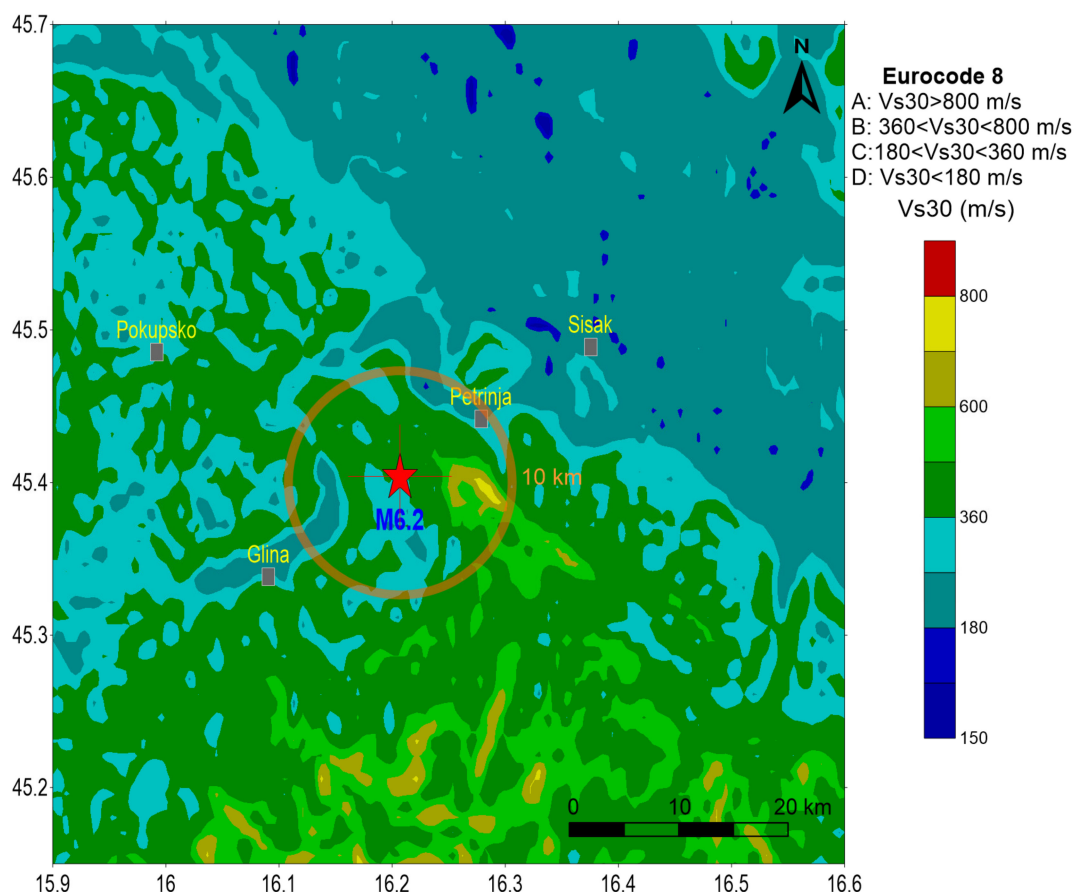 45.7
45.6
45.5
45.4
45.3
45.2
15.9
16
16.1
16.2
16.3
16.4
16.5
16.6
N
Pokupsko
Sisak
Petrinja
10 km
M6.2
Glina
0
10
20 km
Eurocode 8
A: Vs30>800 m/s
B: 360<Vs30<800 m/s
C:180<Vs30<360 m/s
D: Vs30<180 m/s
Vs30 (m/s)
800
600
360
180
150